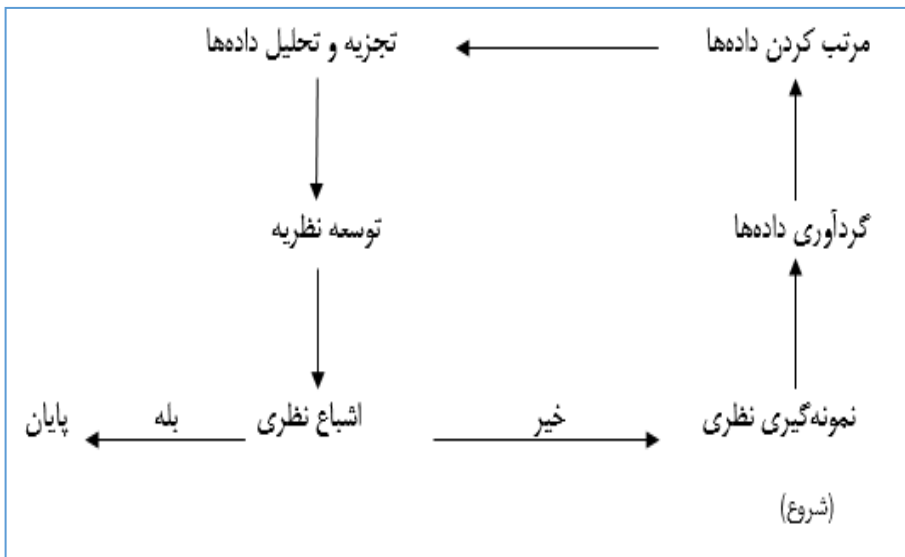 مرتب کردن داده‌ها
تجزیه و تحلیل داده‌ها
گردآوری داده‌ها
توسعه نظریه
نمونه‌گیری نظری
خیر
اشباع نظری
بله
پایان
(شروع)